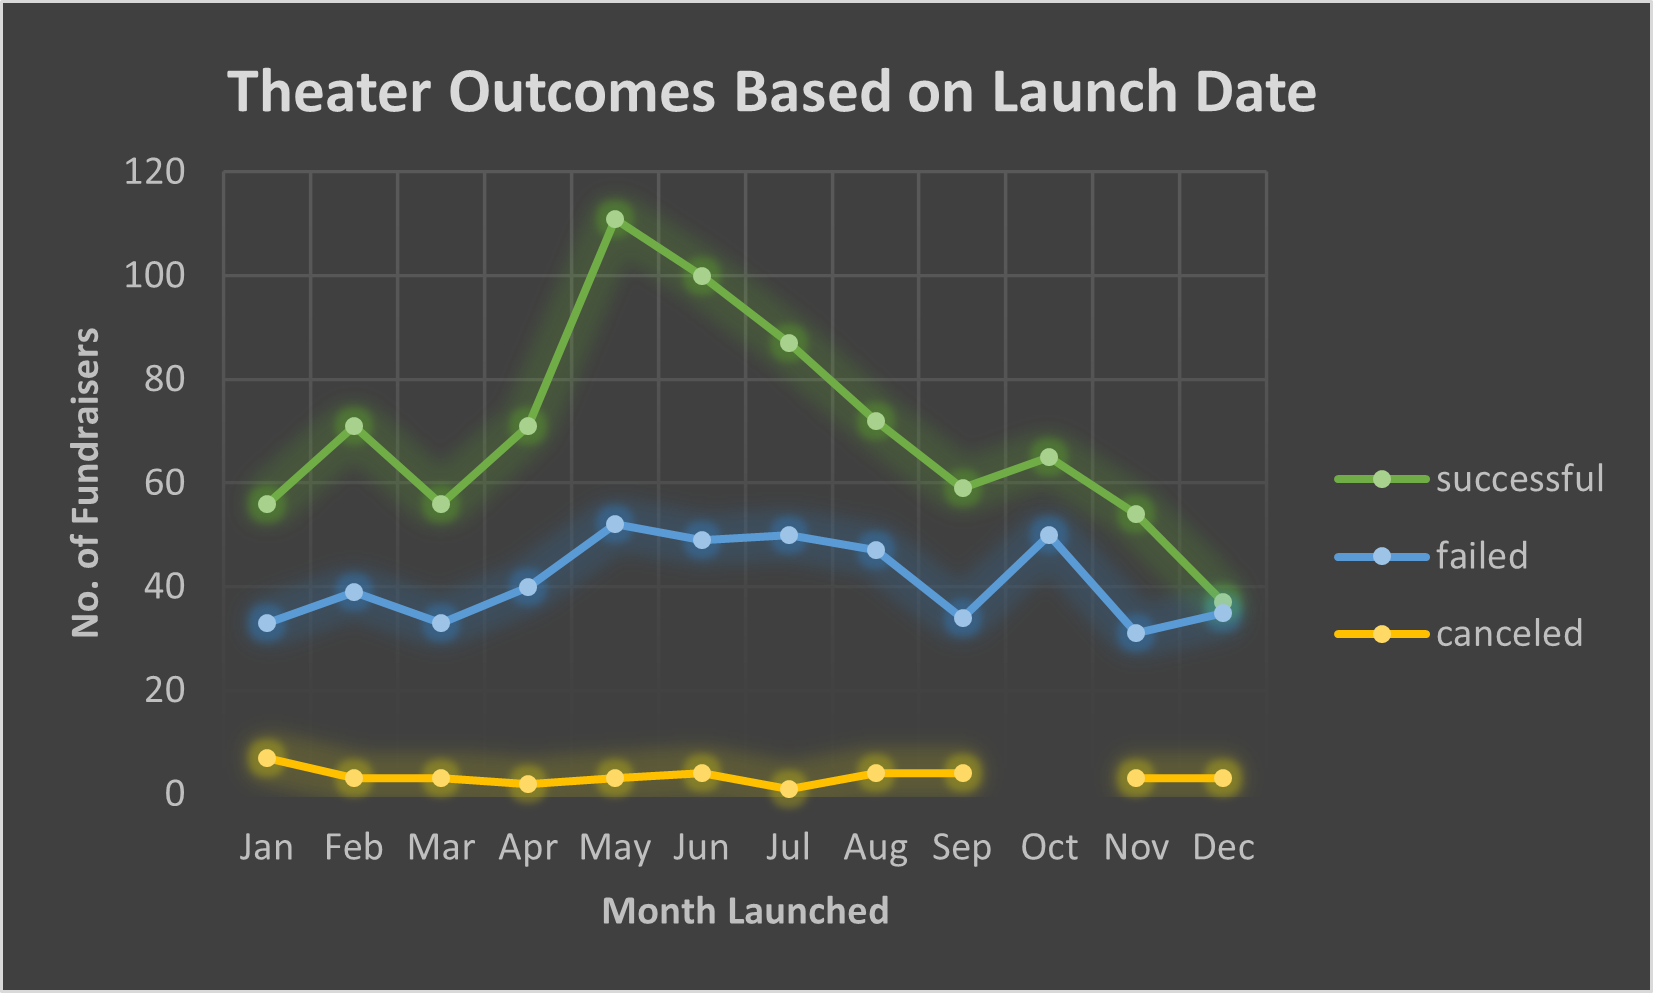 Theater Outcomes Based on Launch Date
120
100
80
60
40
20
0
No. of Fundraisers
Jan Feb Mar Apr May Jun Jul Aug Sep Oct Nov Dec
Month Launched
successful
failed
canceled